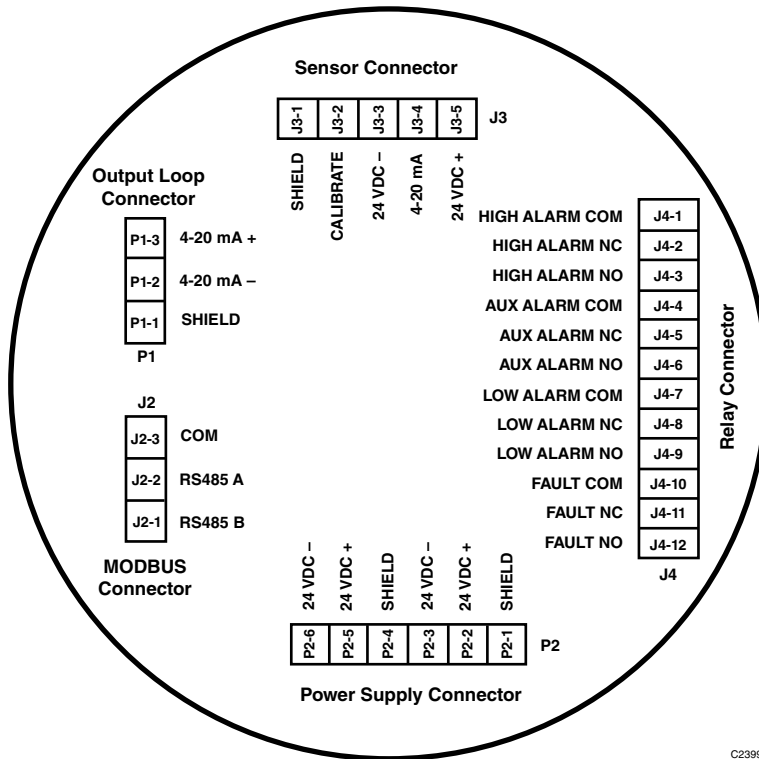 Sensor Connector
J3-1 J3-2 J3-3 J3-4 J3-5 J3
SHIELD
CALIBRATE
24 VDC –
4-20 mA
24 VDC +
Output Loop
Connector
P1-3 4-20 mA +
P1-2 4-20 mA –
P1-1 SHIELD
P1
J2
J2-3 COM
J2-2 RS485 A
J2-1 RS485 B
MODBUS
Connector
HIGH ALARM COM J4-1
HIGH ALARM NC J4-2
HIGH ALARM NO J4-3
AUX ALARM COM J4-4
AUX ALARM NC J4-5
AUX ALARM NO J4-6
LOW ALARM COM J4-7
LOW ALARM NC J4-8
LOW ALARM NO J4-9
FAULT COM J4-10
FAULT NC J4-11
FAULT NO J4-12
J4
Relay Connector
24 VDC –
24 VDC +
SHIELD
24 VDC –
24 VDC +
SHIELD
P2-6 P2-5 P2-4 P2-3 P2-2 P2-1 P2
Power Supply Connector
C2399